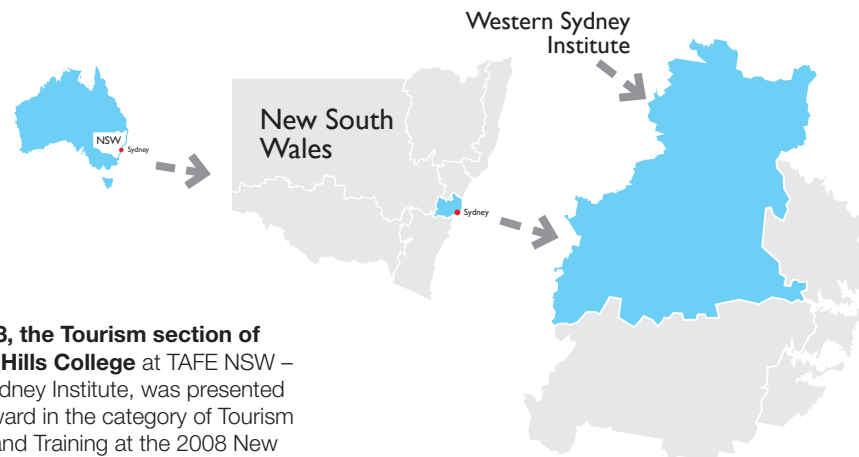 Western Sydney
Institute
NSW
Sydney
New South
Wales
Sydney
, the Tourism section of
Hills College at TAFE NSW –
dney Institute, was presented
ward in the category of Tourism
and Training at the 2008 New